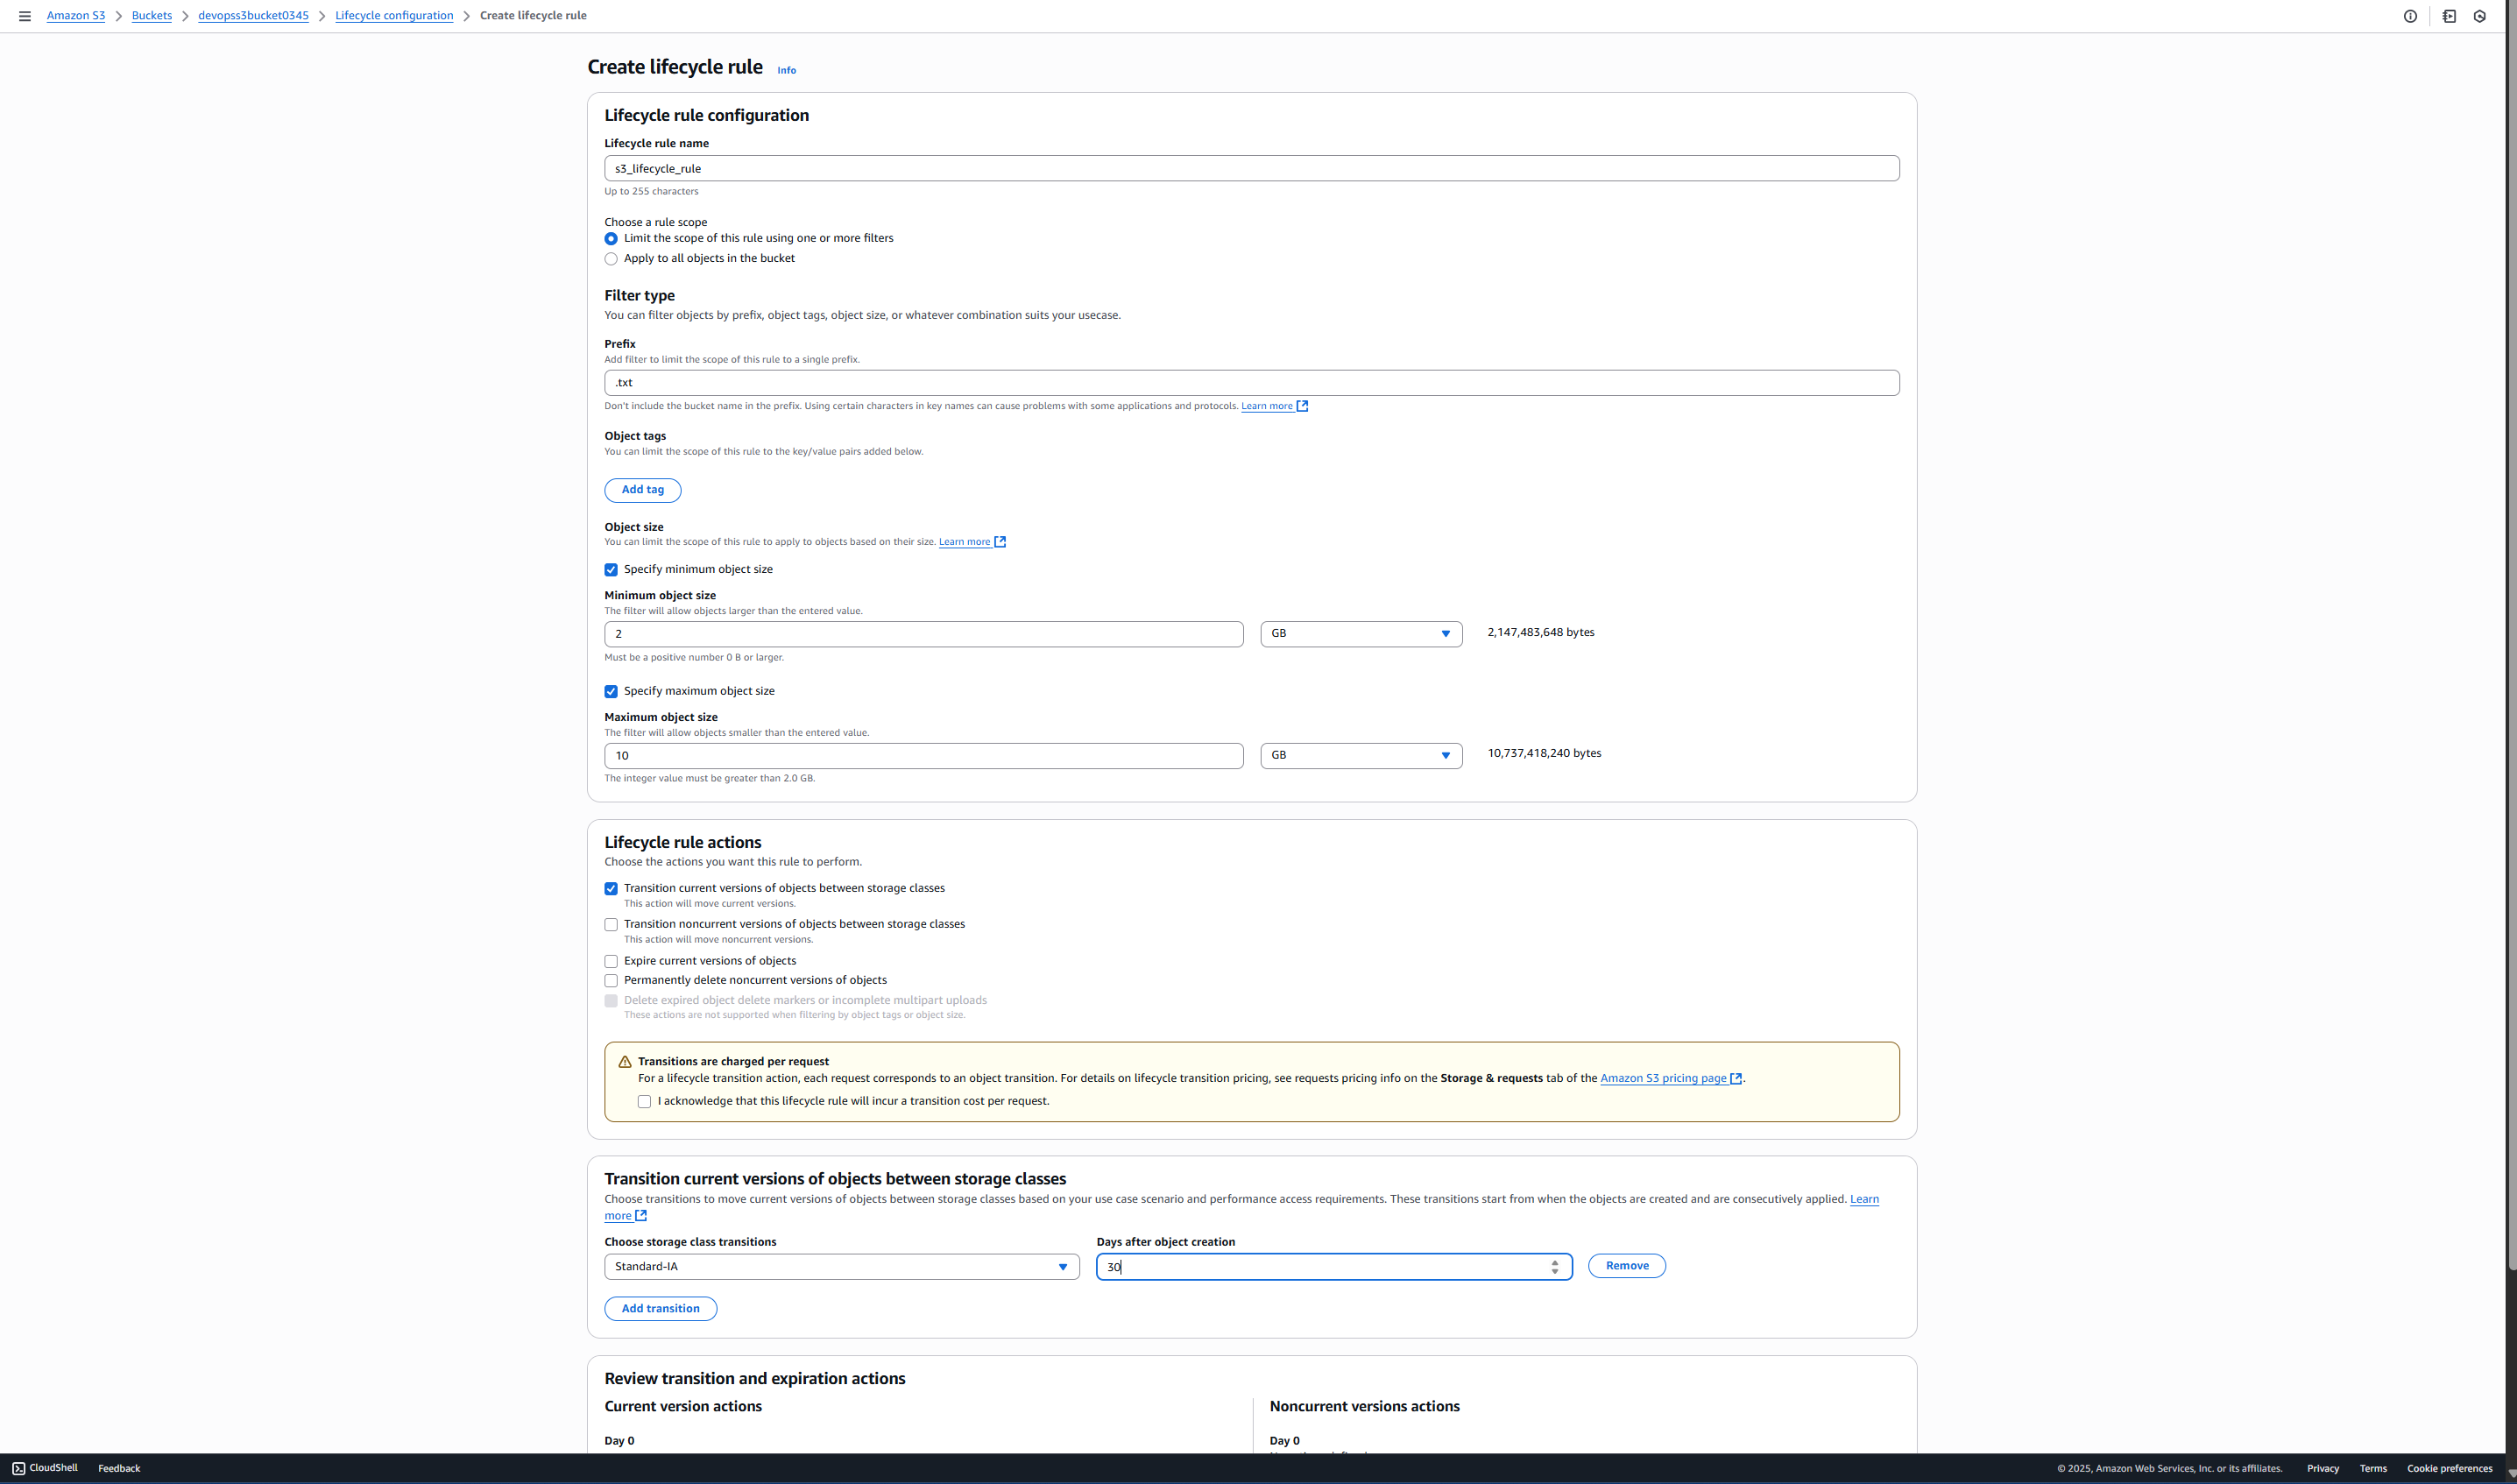 Amazon S3 > Buckets > devopss3bucket0345 > Lifecycle configuration > Create lifecycle rule
Create lifecycle rule Info
Lifecycle rule configuration
Lifecycle rule name
s3_lifecycle_rule
Up to 255 characters
Choose a rule scope
Limit the scope of this rule using one or more filters
Apply to all objects in the bucket
Filter type
You can filter objects by prefix, object tags, object size, or whatever combination suits your usecase.
Prefix
Add filter to limit the scope of this rule to a single prefix.
.txt
Don't include the bucket name in the prefix. Using certain characters in key names can cause problems with some applications and protocols. Learn more
Object tags
You can limit the scope of this rule to the key/value pairs added below.
Add tag
Object size
You can limit the scope of this rule to apply to objects based on their size. Learn more
Specify minimum object size
Minimum object size
The filter will allow objects larger than the entered value.
2 GB 2,147,483,648 bytes
Must be a positive number 0 B or larger.
Specify maximum object size
Maximum object size
The filter will allow objects smaller than the entered value.
10 GB 10,737,418,240 bytes
The integer value must be greater than 2.0 GB.
Lifecycle rule actions
Choose the actions you want this rule to perform.
Transition current versions of objects between storage classes
This action will move current versions.
Transition noncurrent versions of objects between storage classes
This action will move noncurrent versions.
Expire current versions of objects
Permanently delete noncurrent versions of objects
Delete expired object delete markers or incomplete multipart uploads
These actions are not supported when filtering by object tags or object size.
Transitions are charged per request
For a lifecycle transition action, each request corresponds to an object transition. For details on lifecycle transition pricing, see requests pricing info on the Storage & requests tab of the Amazon S3 pricing page.
I acknowledge that this lifecycle rule will incur a transition cost per request.
Transition current versions of objects between storage classes
Choose transitions to move current versions of objects between storage classes based on your use case scenario and performance access requirements. These transitions start from when the objects are created and are consecutively applied. Learn
more
Choose storage class transitions Days after object creation
Standard-IA 30 Remove
Add transition
Review transition and expiration actions
Current version actions Noncurrent versions actions
Day 0 Day 0
CloudShell Feedback © 2025, Amazon Web Services, Inc. or its affiliates. Privacy Terms Cookie preferences